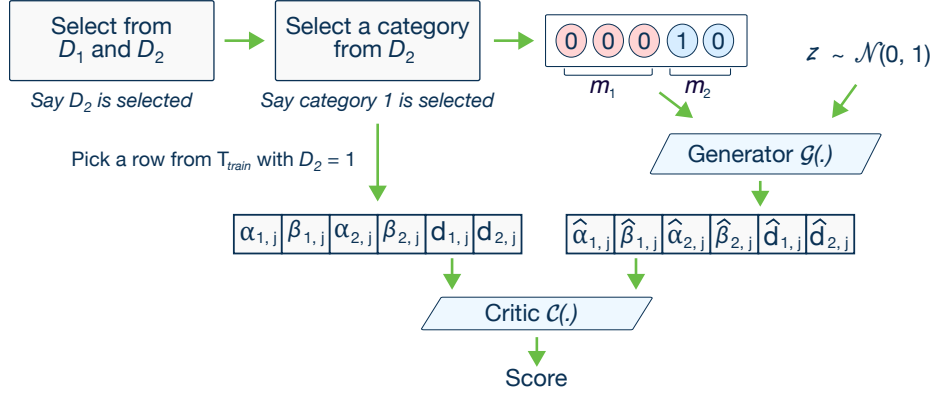 Select from
D₁ and D₂
Say D₂ is selected
Select a category
from D₂
Say category 1 is selected
0 0 0 1 0
m₁ m₂
z ~ 𝒩(0, 1)
Pick a row from T_train with D₂ = 1
Generator 𝒢(.)
α₁,ⱼ β₁,ⱼ α₂,ⱼ β₂,ⱼ d₁,ⱼ d₂,ⱼ
α̂₁,ⱼ β̂₁,ⱼ α̂₂,ⱼ β̂₂,ⱼ d̂₁,ⱼ d̂₂,ⱼ
Critic 𝒞(.)
Score